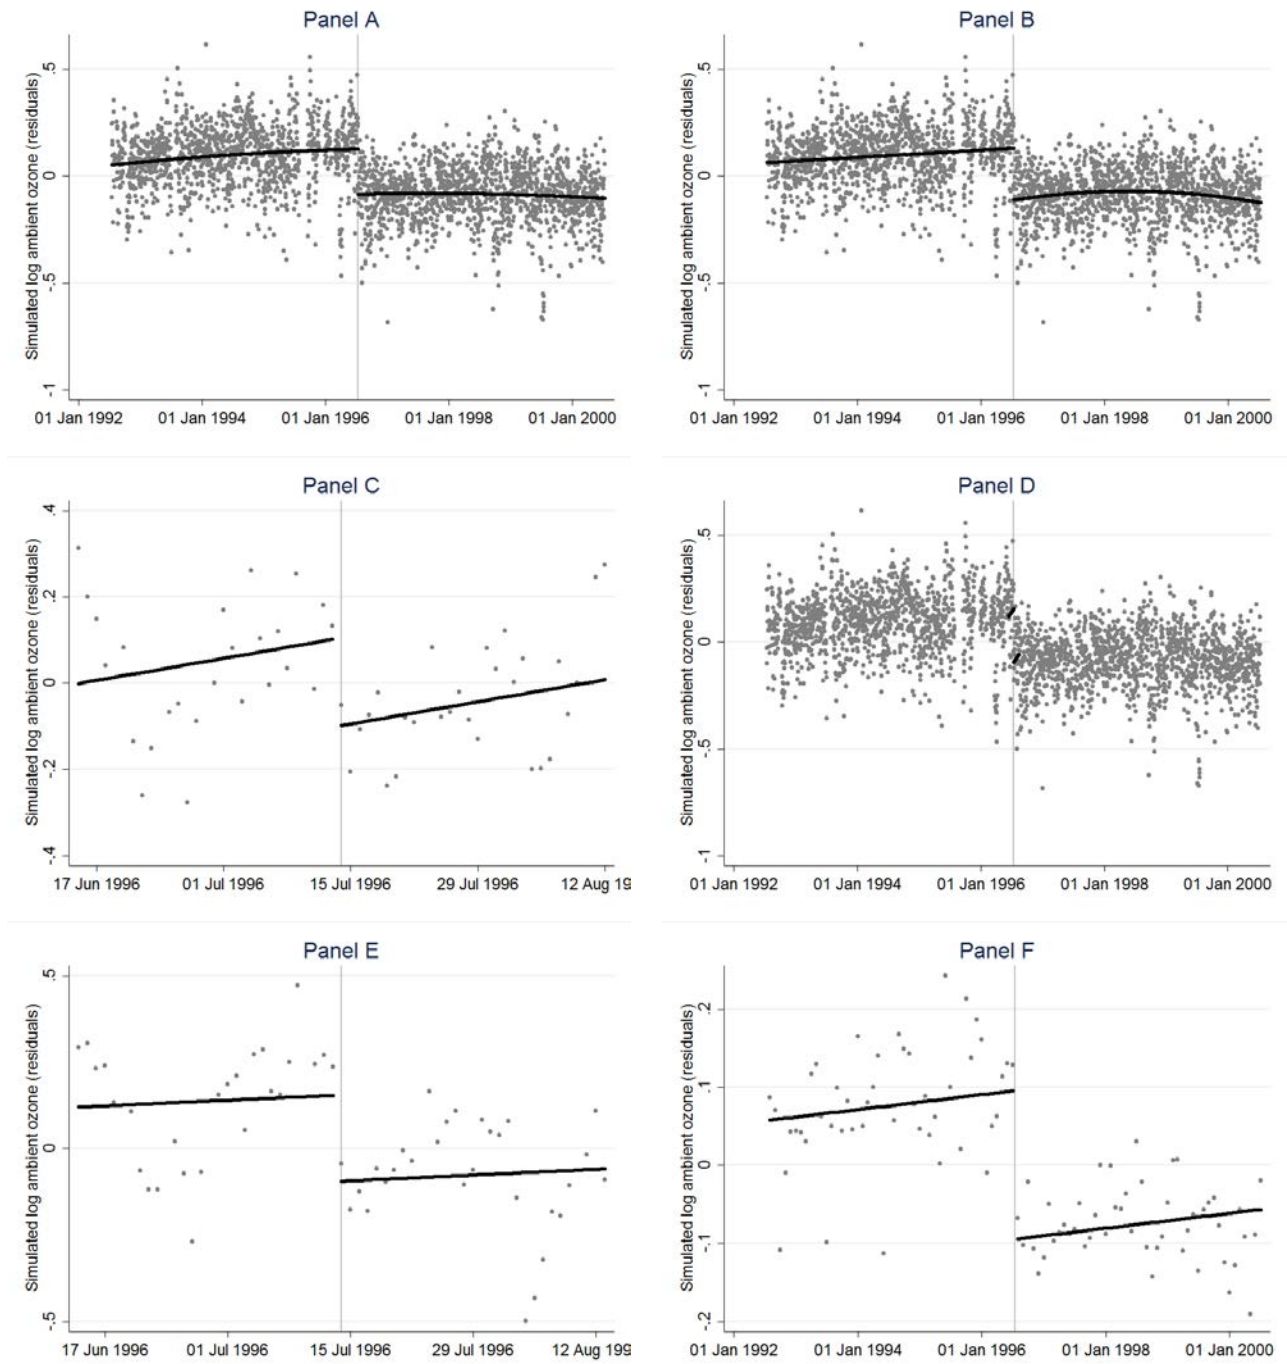 Panel A
Simulated log ambient ozone (residuals)
.5
0
-.5
-1
01 Jan 1992 01 Jan 1994 01 Jan 1996 01 Jan 1998 01 Jan 2000
Panel B
Simulated log ambient ozone (residuals)
.5
0
-.5
-1
01 Jan 1992 01 Jan 1994 01 Jan 1996 01 Jan 1998 01 Jan 2000
Panel C
Simulated log ambient ozone (residuals)
.4
.2
0
-.2
-.4
17 Jun 1996 01 Jul 1996 15 Jul 1996 29 Jul 1996 12 Aug 19
Panel D
Simulated log ambient ozone (residuals)
.5
0
-.5
-1
01 Jan 1992 01 Jan 1994 01 Jan 1996 01 Jan 1998 01 Jan 2000
Panel E
Simulated log ambient ozone (residuals)
.5
0
-.5
17 Jun 1996 01 Jul 1996 15 Jul 1996 29 Jul 1996 12 Aug 199
Panel F
Simulated log ambient ozone (residuals)
.2
.1
0
-.1
-.2
01 Jan 1992 01 Jan 1994 01 Jan 1996 01 Jan 1998 01 Jan 2000